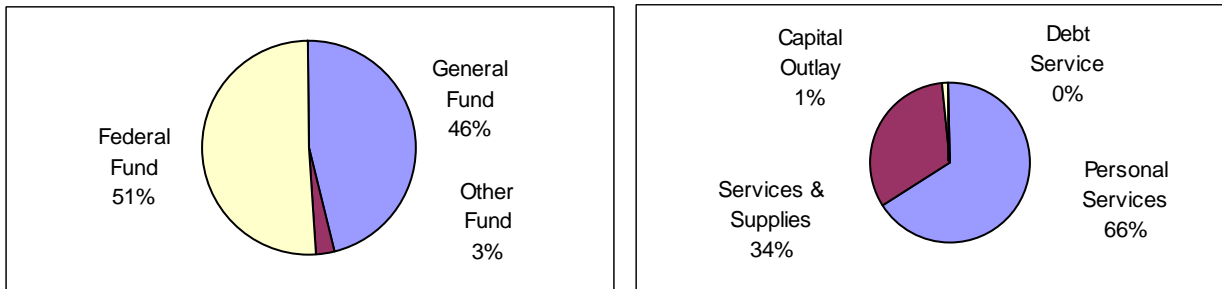 General
Fund
46%
Other
Fund
3%
Federal
Fund
51%
Debt
Service
0%
Personal
Services
66%
Services &
Supplies
34%
Capital
Outlay
1%